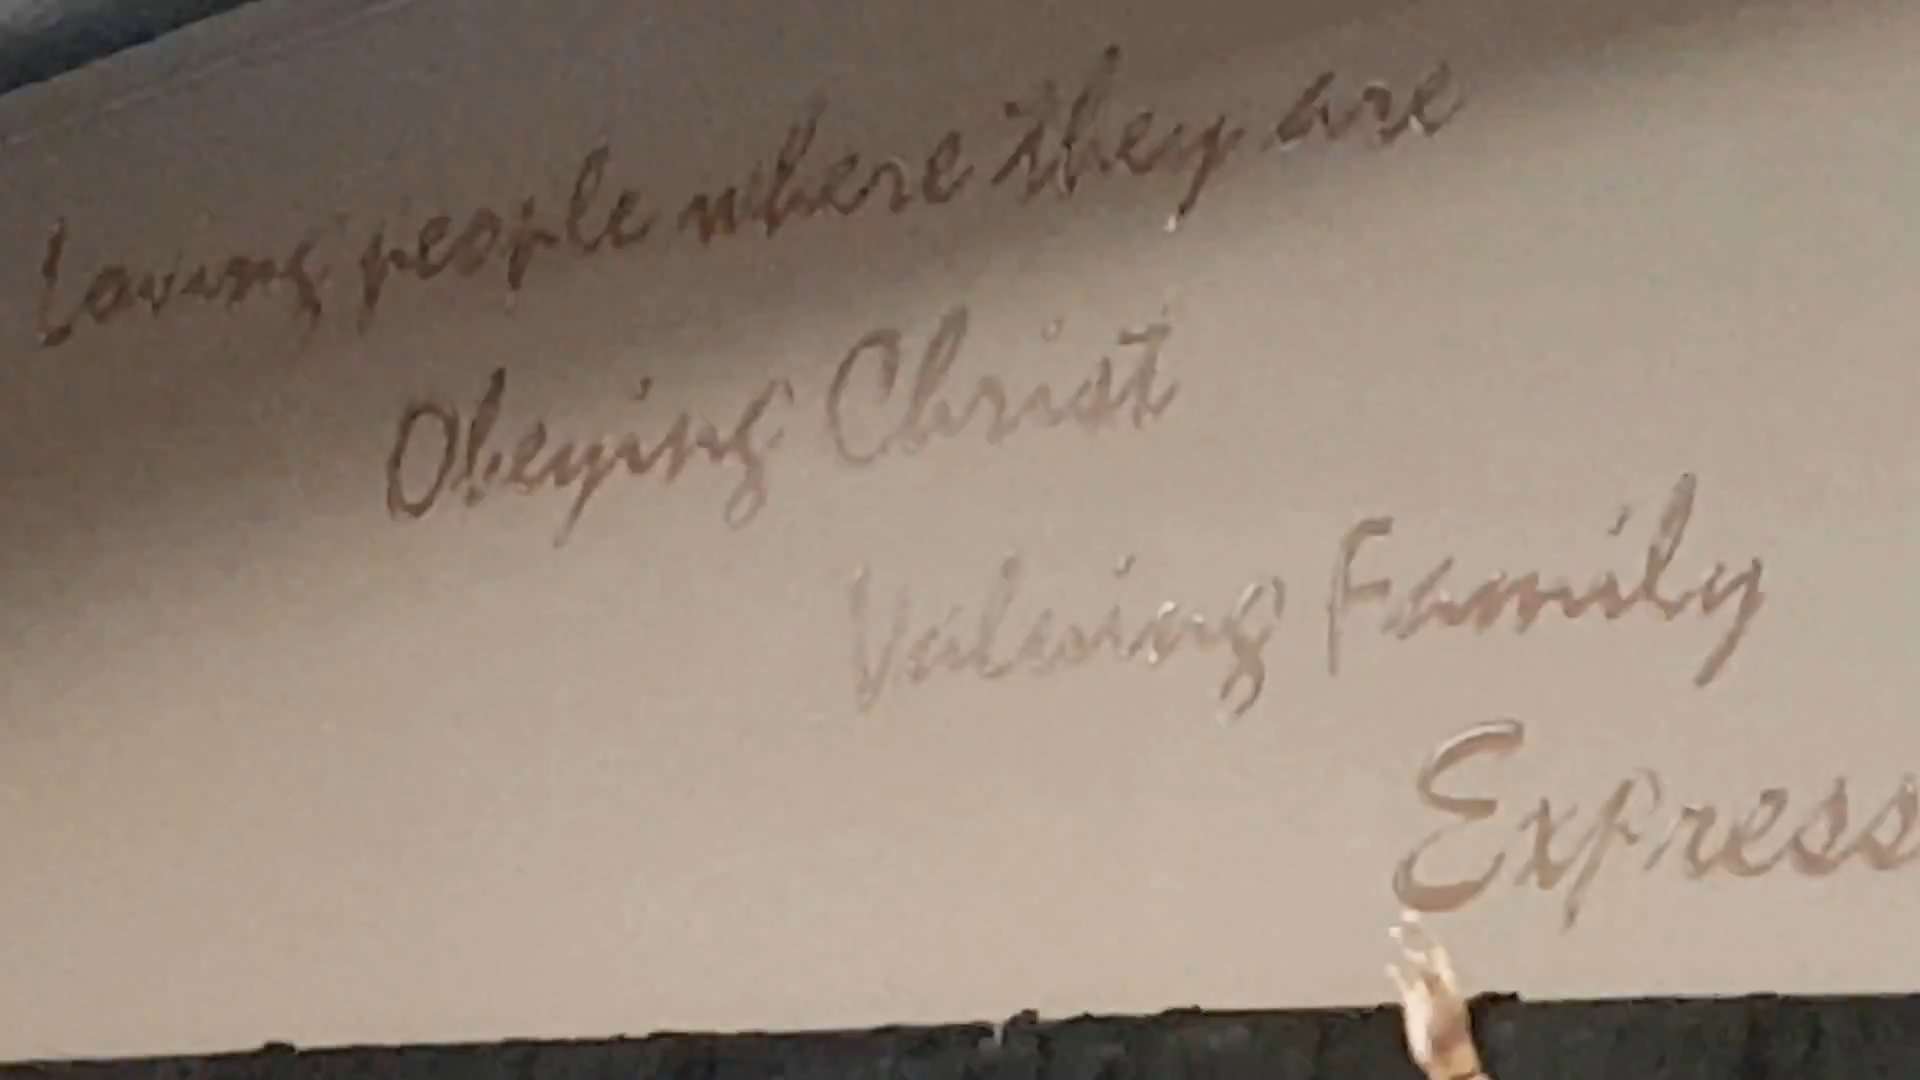 Loving people where they are
Obeying Christ
Valuing Family
Express